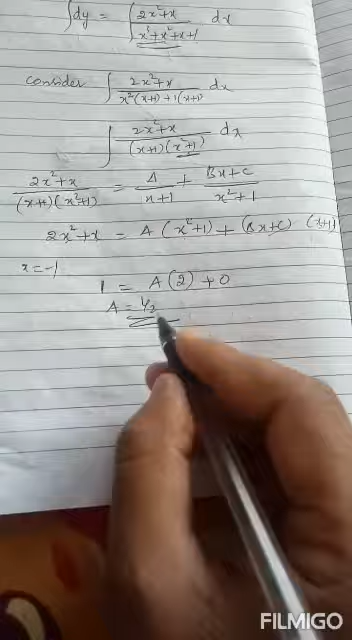 ∫dy = ∫ 2x²+x / x³+x²+x+1 dx
Consider ∫ 2x²+x / x²(x+1)+1(x+1) dx
∫ 2x²+x / (x+1)(x²+1) dx
2x²+x / (x+1)(x²+1) = A / x+1 + Bx+C / x²+1
2x²+x = A(x²+1) + (Bx+C) (x+1)
x=-1
1 = A(2)+0
A = 1/2
FILMIGO